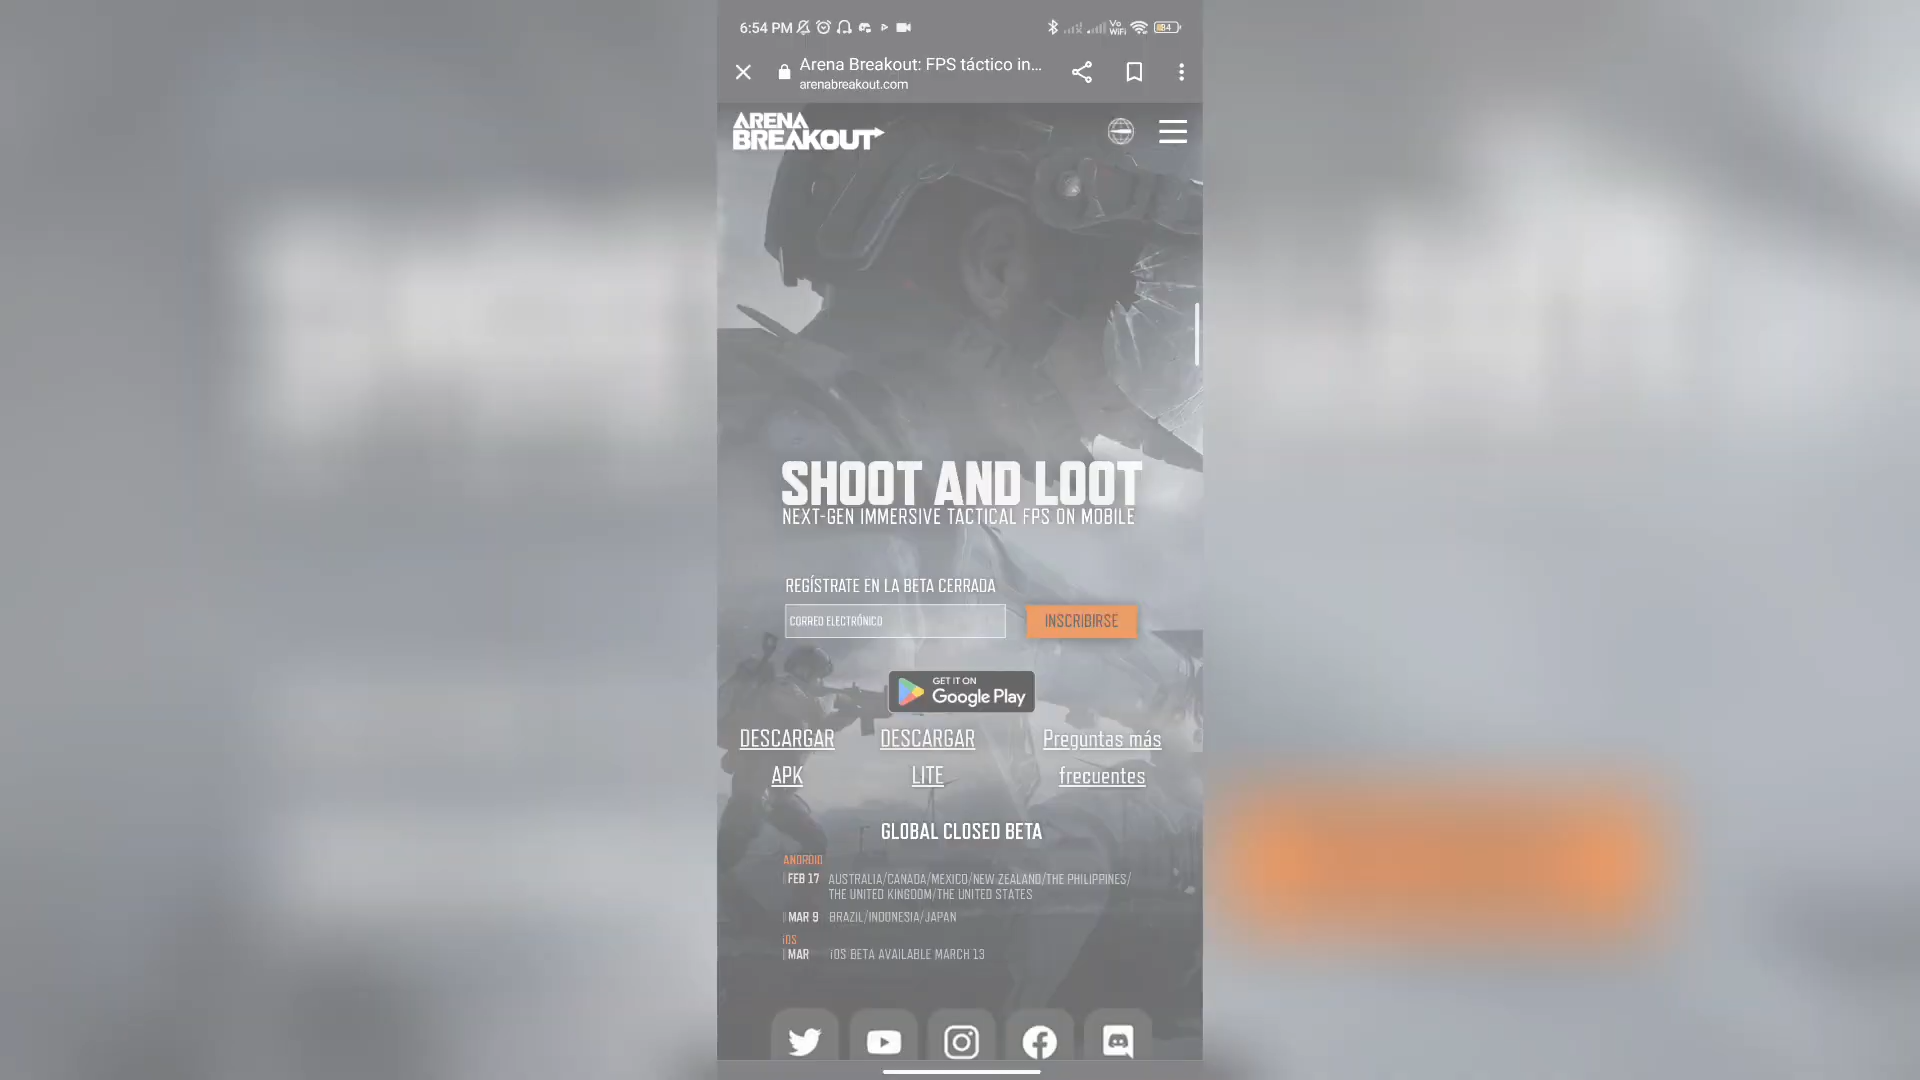 6:54 PM
Vo WiFi
84
Arena Breakout: FPS táctico in...
arenabreakout.com
ARENA
BREAKOUT
SHOOT AND LOOT
NEXT-GEN IMMERSIVE TACTICAL FPS ON MOBILE
REGÍSTRATE EN LA BETA CERRADA
CORREO ELECTRÓNICO
INSCRIBIRSE
GET IT ON
Google Play
DESCARGAR APK
DESCARGAR LITE
Preguntas más frecuentes
GLOBAL CLOSED BETA
ANDROID
FEB 17 AUSTRALIA/CANADA/MEXICO/NEW ZEALAND/THE PHILIPPINES/
THE UNITED KINGDOM/THE UNITED STATES
MAR 9 BRAZIL/INDONESIA/JAPAN
iOS
MAR iOS BETA AVAILABLE MARCH 13